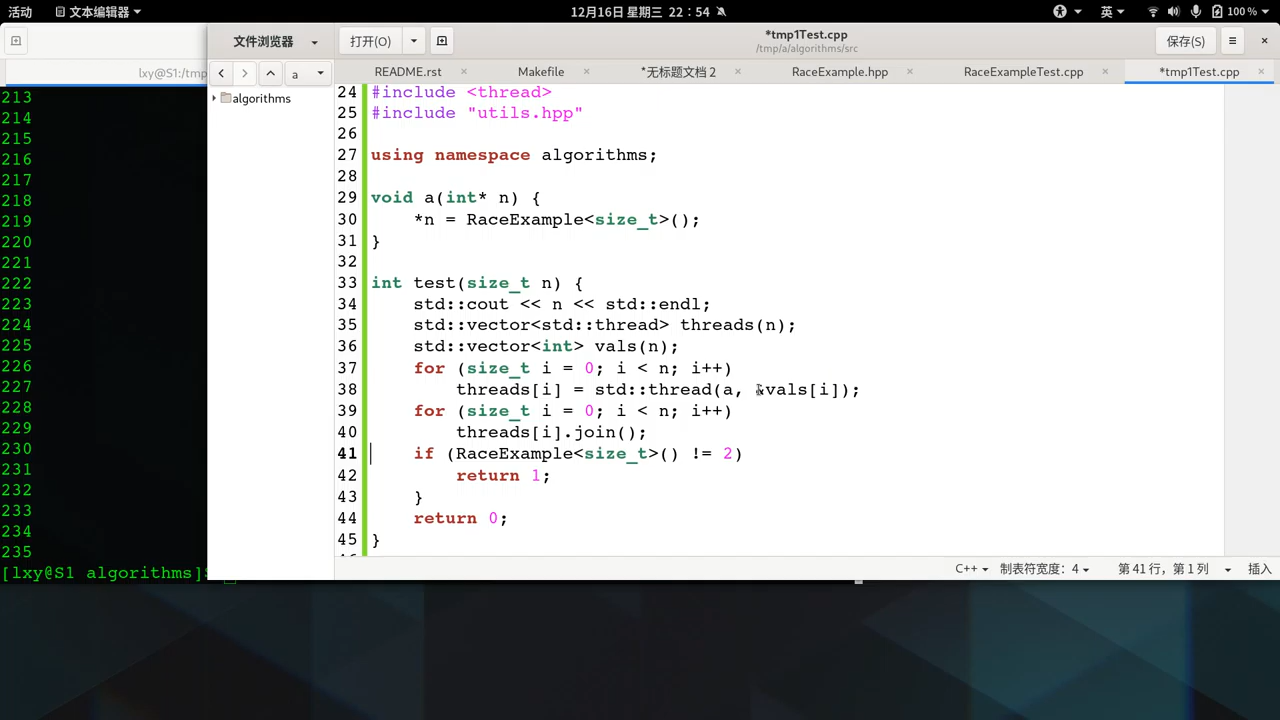 活动 文本编辑器 12月16日 星期三 22：54 英 100 %
文件浏览器 打开(O) *tmp1Test.cpp 保存(S)
/tmp/a/algorithms/src
lxy@S1:/tmp a README.rst Makefile *无标题文档 2 RaceExample.hpp RaceExampleTest.cpp *tmp1Test.cpp
algorithms
213
214
215
216
217
218
219
220
221
222
223
224
225
226
227
228
229
230
231
232
233
234
235
[lxy@S1 algorithms]$
24 #include <thread>
25 #include "utils.hpp"
26
27 using namespace algorithms;
28
29 void a(int* n) {
30     *n = RaceExample<size_t>();
31 }
32
33 int test(size_t n) {
34     std::cout << n << std::endl;
35     std::vector<std::thread> threads(n);
36     std::vector<int> vals(n);
37     for (size_t i = 0; i < n; i++)
38         threads[i] = std::thread(a, &vals[i]);
39     for (size_t i = 0; i < n; i++)
40         threads[i].join();
41     if (RaceExample<size_t>() != 2)
42         return 1;
43     }
44     return 0;
45 }
C++ 制表符宽度：4 第 41 行，第 1 列 插入